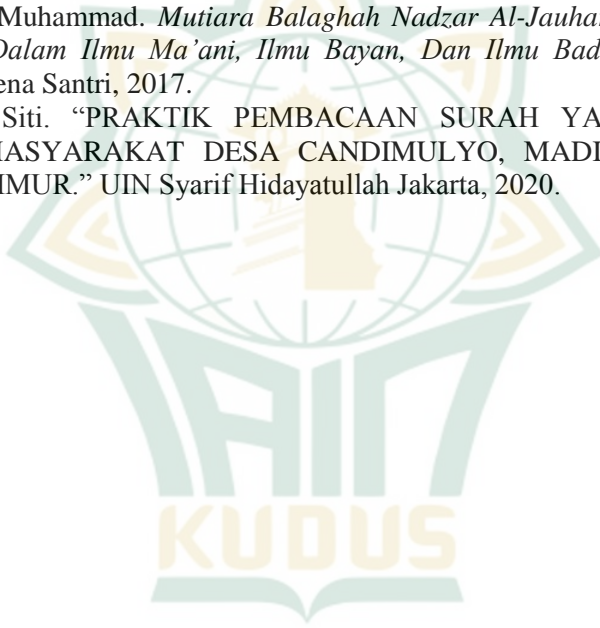 Muhammad. Mutiara Balaghah Nadzar Al-Jauhar
Dalam Ilmu Ma’ani, Ilmu Bayan, Dan Ilmu Bad
ena Santri, 2017.
Siti. “PRAKTIK PEMBACAAN SURAH YA
MASYARAKAT DESA CANDIMULYO, MADI
IMUR.” UIN Syarif Hidayatullah Jakarta, 2020.
IAIN
KUDUS